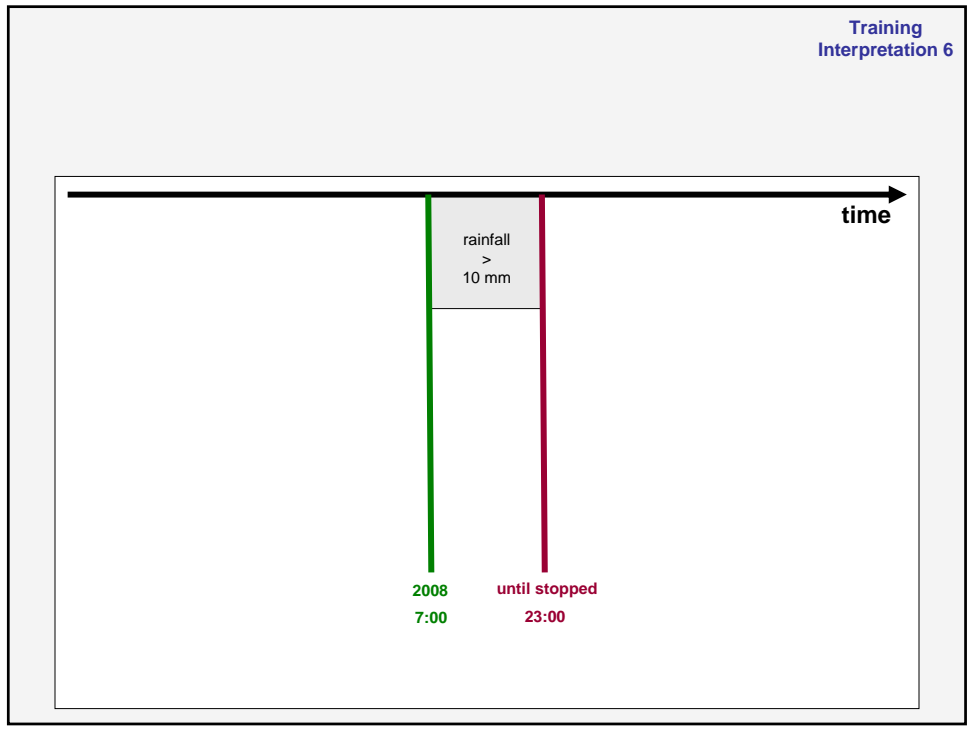 Training
Interpretation 6
time
rainfall
>
10 mm
2008
7:00
until stopped
23:00